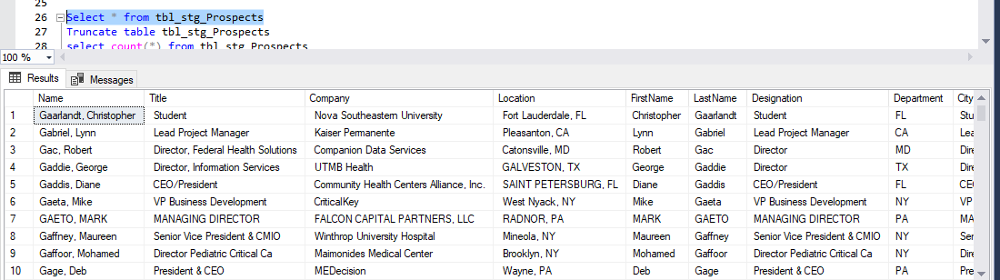 25
26 Select * from tbl_stg_Prospects
27 Truncate table tbl_stg_Prospects
28 select count(*) from tbl_stg_Prospects
100 %
Results Messages
Name Title Company Location FirstName LastName Designation Department City
1 Gaarlandt, Christopher Student Nova Southeastern University Fort Lauderdale, FL Christopher Gaarlandt Student FL Stu
2 Gabriel, Lynn Lead Project Manager Kaiser Permanente Pleasanton, CA Lynn Gabriel Lead Project Manager CA Lea
3 Gac, Robert Director, Federal Health Solutions Companion Data Services Catonsville, MD Robert Gac Director MD Dire
4 Gaddie, George Director, Information Services UTMB Health GALVESTON, TX George Gaddie Director TX Dire
5 Gaddis, Diane CEO/President Community Health Centers Alliance, Inc. SAINT PETERSBURG, FL Diane Gaddis CEO/President FL CEO
6 Gaeta, Mike VP Business Development CriticalKey West Nyack, NY Mike Gaeta VP Business Development NY VP
7 GAETO, MARK MANAGING DIRECTOR FALCON CAPITAL PARTNERS, LLC RADNOR, PA MARK GAETO MANAGING DIRECTOR PA MA
8 Gaffney, Maureen Senior Vice President & CMIO Winthrop University Hospital Mineola, NY Maureen Gaffney Senior Vice President & CMIO NY Ser
9 Gaffoor, Mohamed Director Pediatric Critical Ca Maimonides Medical Center Brooklyn, NY Mohamed Gaffoor Director Pediatric Critical Ca NY Dire
10 Gage, Deb President & CEO MEDecision Wayne, PA Deb Gage President & CEO PA Pre